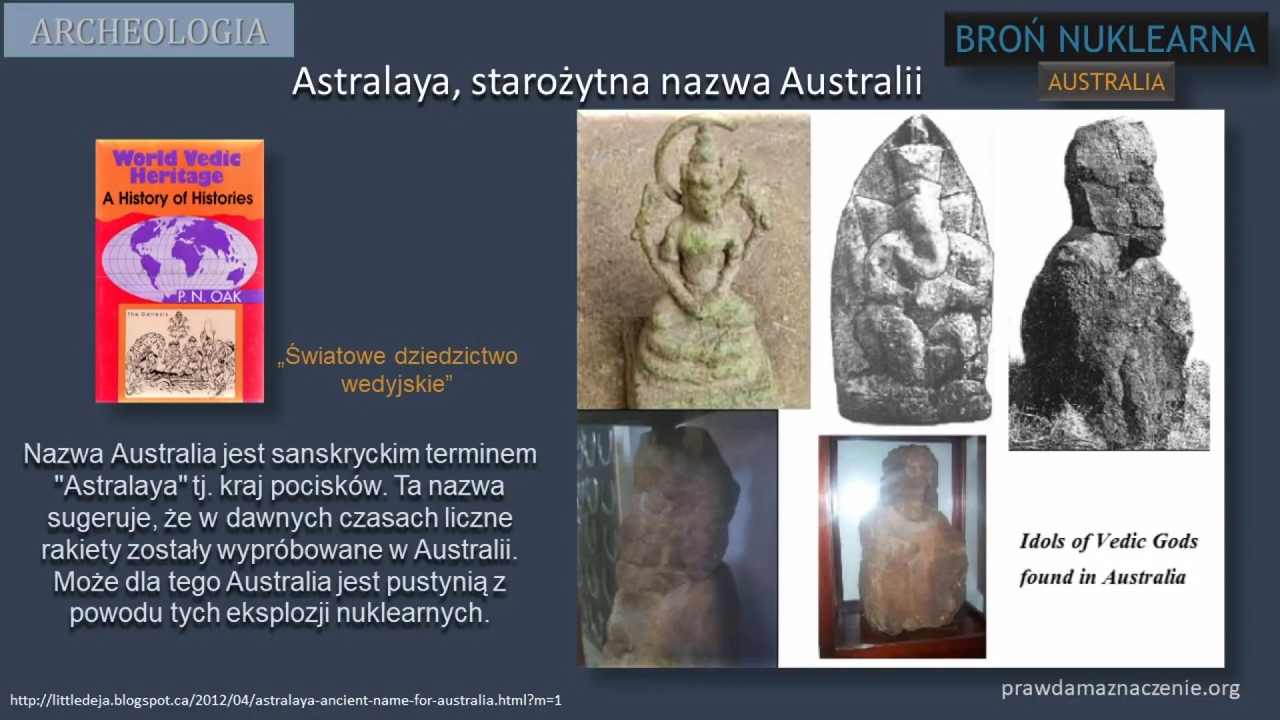 ARCHEOLOGIA
BROŃ NUKLEARNA
AUSTRALIA
Astralaya, starożytna nazwa Australii
World Vedic
Heritage
A History of Histories
P. N. OAK
The Genesis
„Światowe dziedzictwo
wedyjskie”
Nazwa Australia jest sanskryckim terminem
"Astralaya" tj. kraj pocisków. Ta nazwa
sugeruje, że w dawnych czasach liczne
rakiety zostały wypróbowane w Australii.
Może dla tego Australia jest pustynią z
powodu tych eksplozji nuklearnych.
Idols of Vedic Gods
found in Australia
http://littledeja.blogspot.ca/2012/04/astralaya-ancient-name-for-australia.html?m=1
prawdamaznaczenie.org